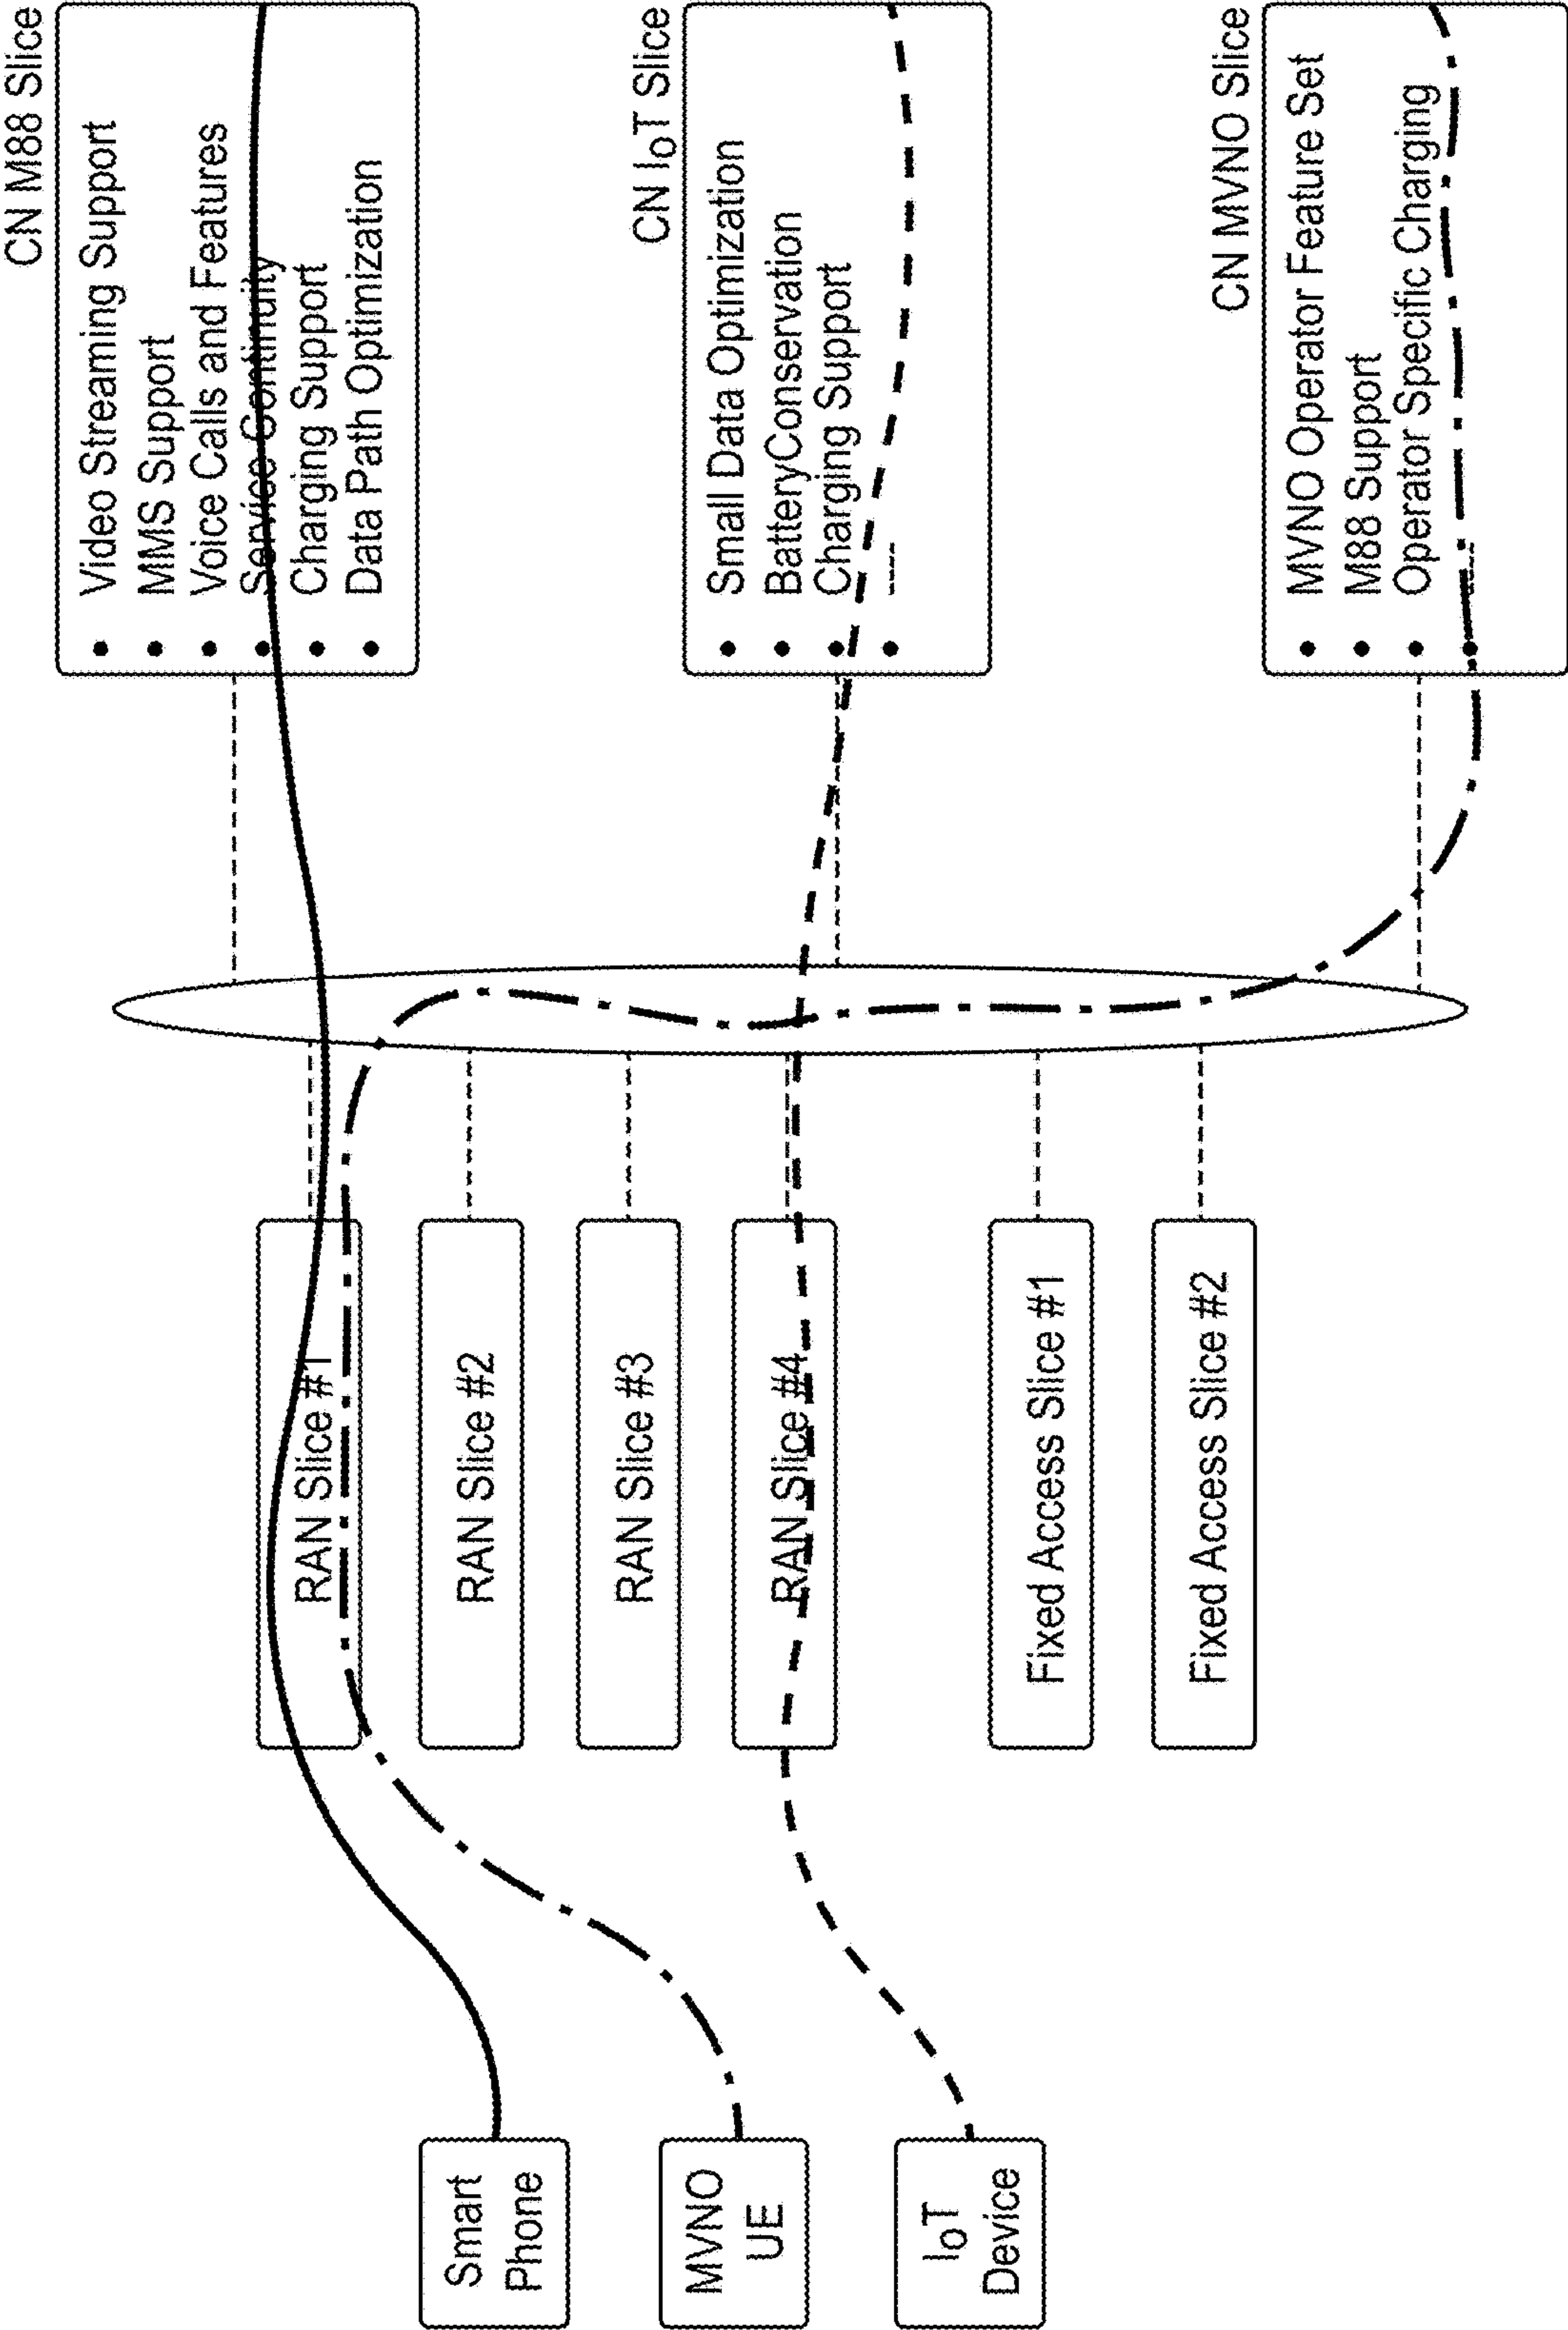 Smart
Phone
MVNO
UE
IoT
Device
RAN Slice #1
RAN Slice #2
RAN Slice #3
RAN Slice #4
Fixed Access Slice #1
Fixed Access Slice #2
CN M88 Slice
• Video Streaming Support
• MMS Support
• Voice Calls and Features
• Service Continuity
• Charging Support
• Data Path Optimization
CN IoT Slice
• Small Data Optimization
• BatteryConservation
• Charging Support
• ----
CN MVNO Slice
• MVNO Operator Feature Set
• M88 Support
• Operator Specific Charging
• ----